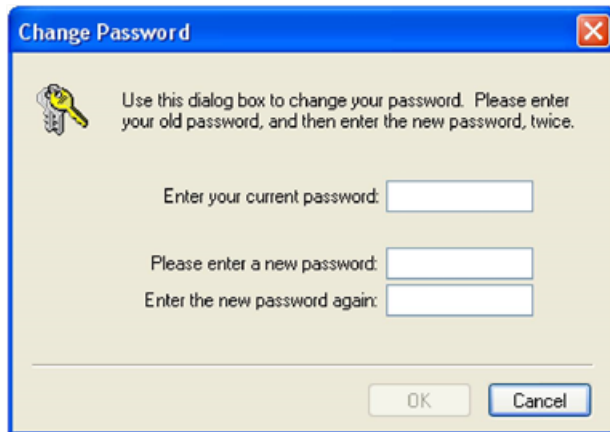 Change Password
Use this dialog box to change your password. Please enter
your old password, and then enter the new password, twice.
Enter your current password:
Please enter a new password:
Enter the new password again:
OK
Cancel